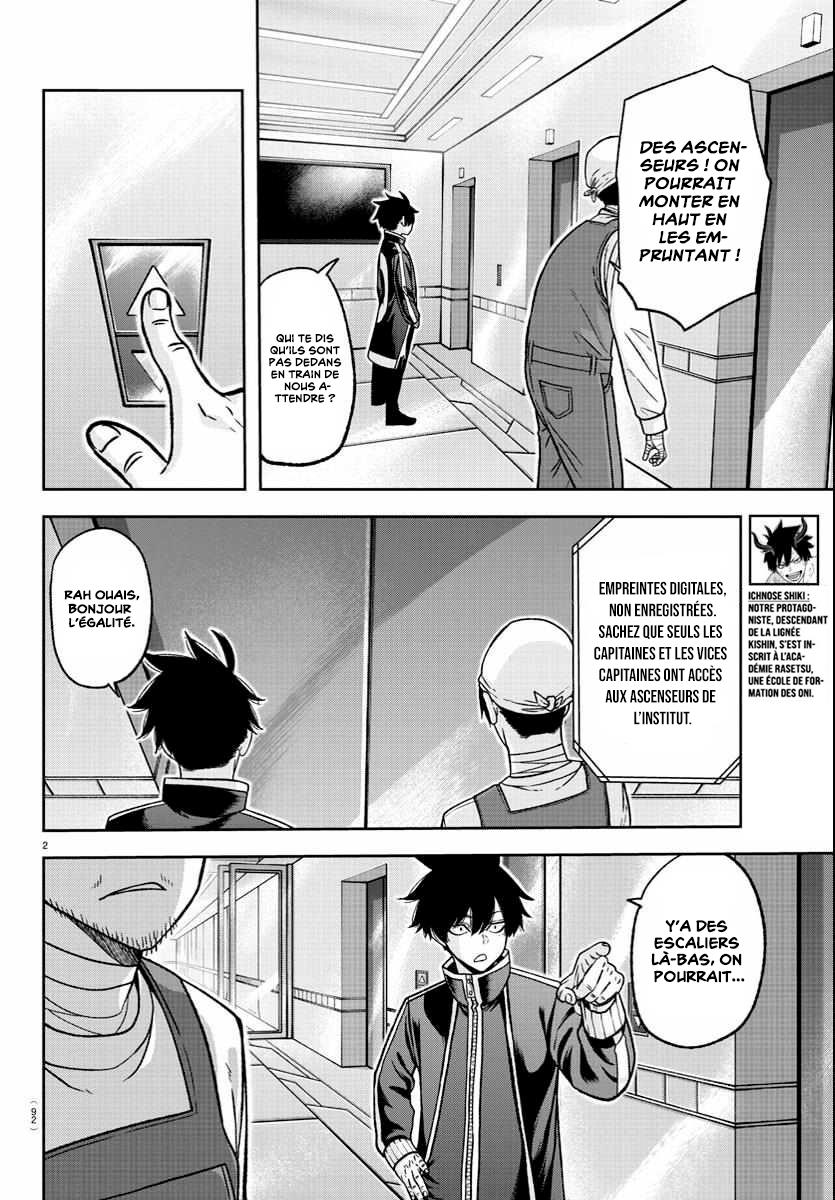 DES ASCEN-
SEURS ! ON
POURRAIT
MONTER EN
HAUT EN
LES EM-
PRUNTANT !
QUI TE DIS
QU'ILS SONT
PAS DEDANS
EN TRAIN DE
NOUS AT-
TENDRE ?
EMPREINTES DIGITALES,
NON ENREGISTRÉES.
SACHEZ QUE SEULS LES
CAPITAINES ET LES VICES
CAPITAINES ONT ACCÈS
AUX ASCENSEURS DE
L'INSTITUT.
RAH OUAIS,
BONJOUR
L'ÉGALITÉ.
ICHNOSE SHIKI :
NOTRE PROTAGO-
NISTE, DESCENDANT
DE LA LIGNÉE
KISHIN, S'EST IN-
SCRIT À L'ACA-
DÉMIE RASETSU,
UNE ÉCOLE DE FOR-
MATION DES ONI.
2
Y'A DES
ESCALIERS
LÀ-BAS, ON
POURRAIT...
(92)